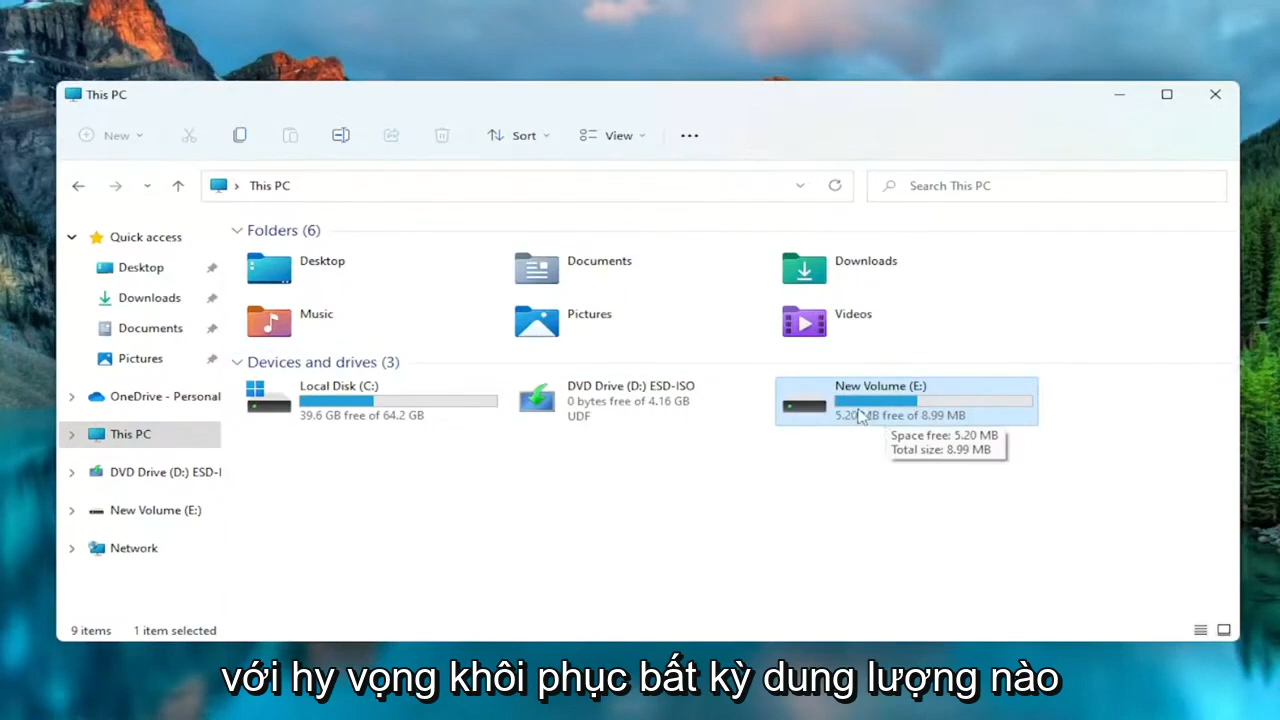 This PC
New
Sort
View
This PC
Search This PC
Quick access
Desktop
Downloads
Documents
Pictures
OneDrive - Personal
This PC
DVD Drive (D:) ESD-I
New Volume (E:)
Network
Folders (6)
Desktop
Documents
Downloads
Music
Pictures
Videos
Devices and drives (3)
Local Disk (C:)
39.6 GB free of 64.2 GB
DVD Drive (D:) ESD-ISO
0 bytes free of 4.16 GB
UDF
New Volume (E:)
5.20 MB free of 8.99 MB
Space free: 5.20 MB
Total size: 8.99 MB
9 items
1 item selected
với hy vọng khôi phục bất kỳ dung lượng nào